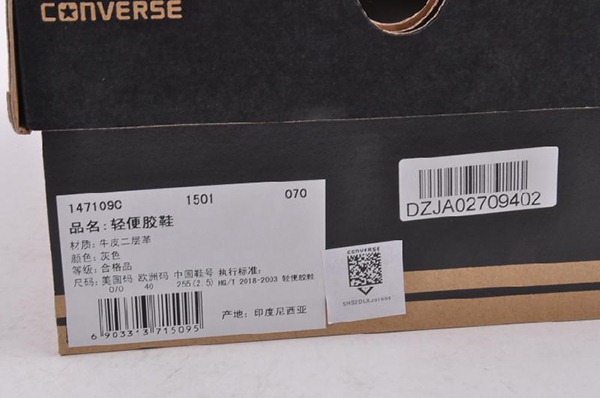 CONVERSE
147109C 1501 070
品名: 轻便胶鞋
材质: 牛皮二层革
颜色: 灰色
等级: 合格品
尺码: 美国码 欧洲码 中国鞋号 执行标准:
070 40 255(2.5) HG/T 2018-2003 轻便胶鞋
产地: 印度尼西亚
6 903313 715095
DZJA02709402
CONVERSE